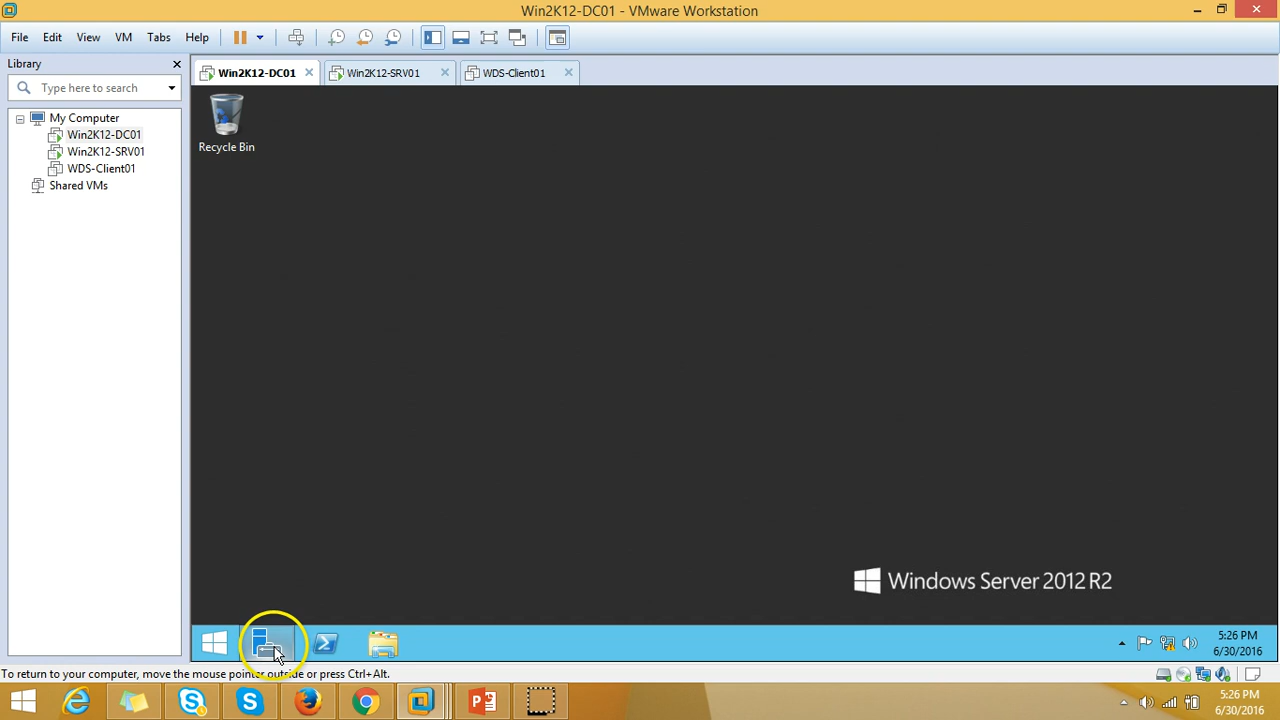 Win2K12-DC01 - VMware Workstation
File Edit View VM Tabs Help
Library
Type here to search
My Computer
Win2K12-DC01
Win2K12-SRV01
WDS-Client01
Shared VMs
Win2K12-DC01 Win2K12-SRV01 WDS-Client01
Recycle Bin
Windows Server 2012 R2
5:26 PM
6/30/2016
To return to your computer, move the mouse pointer outside or press Ctrl+Alt.
5:26 PM
6/30/2016